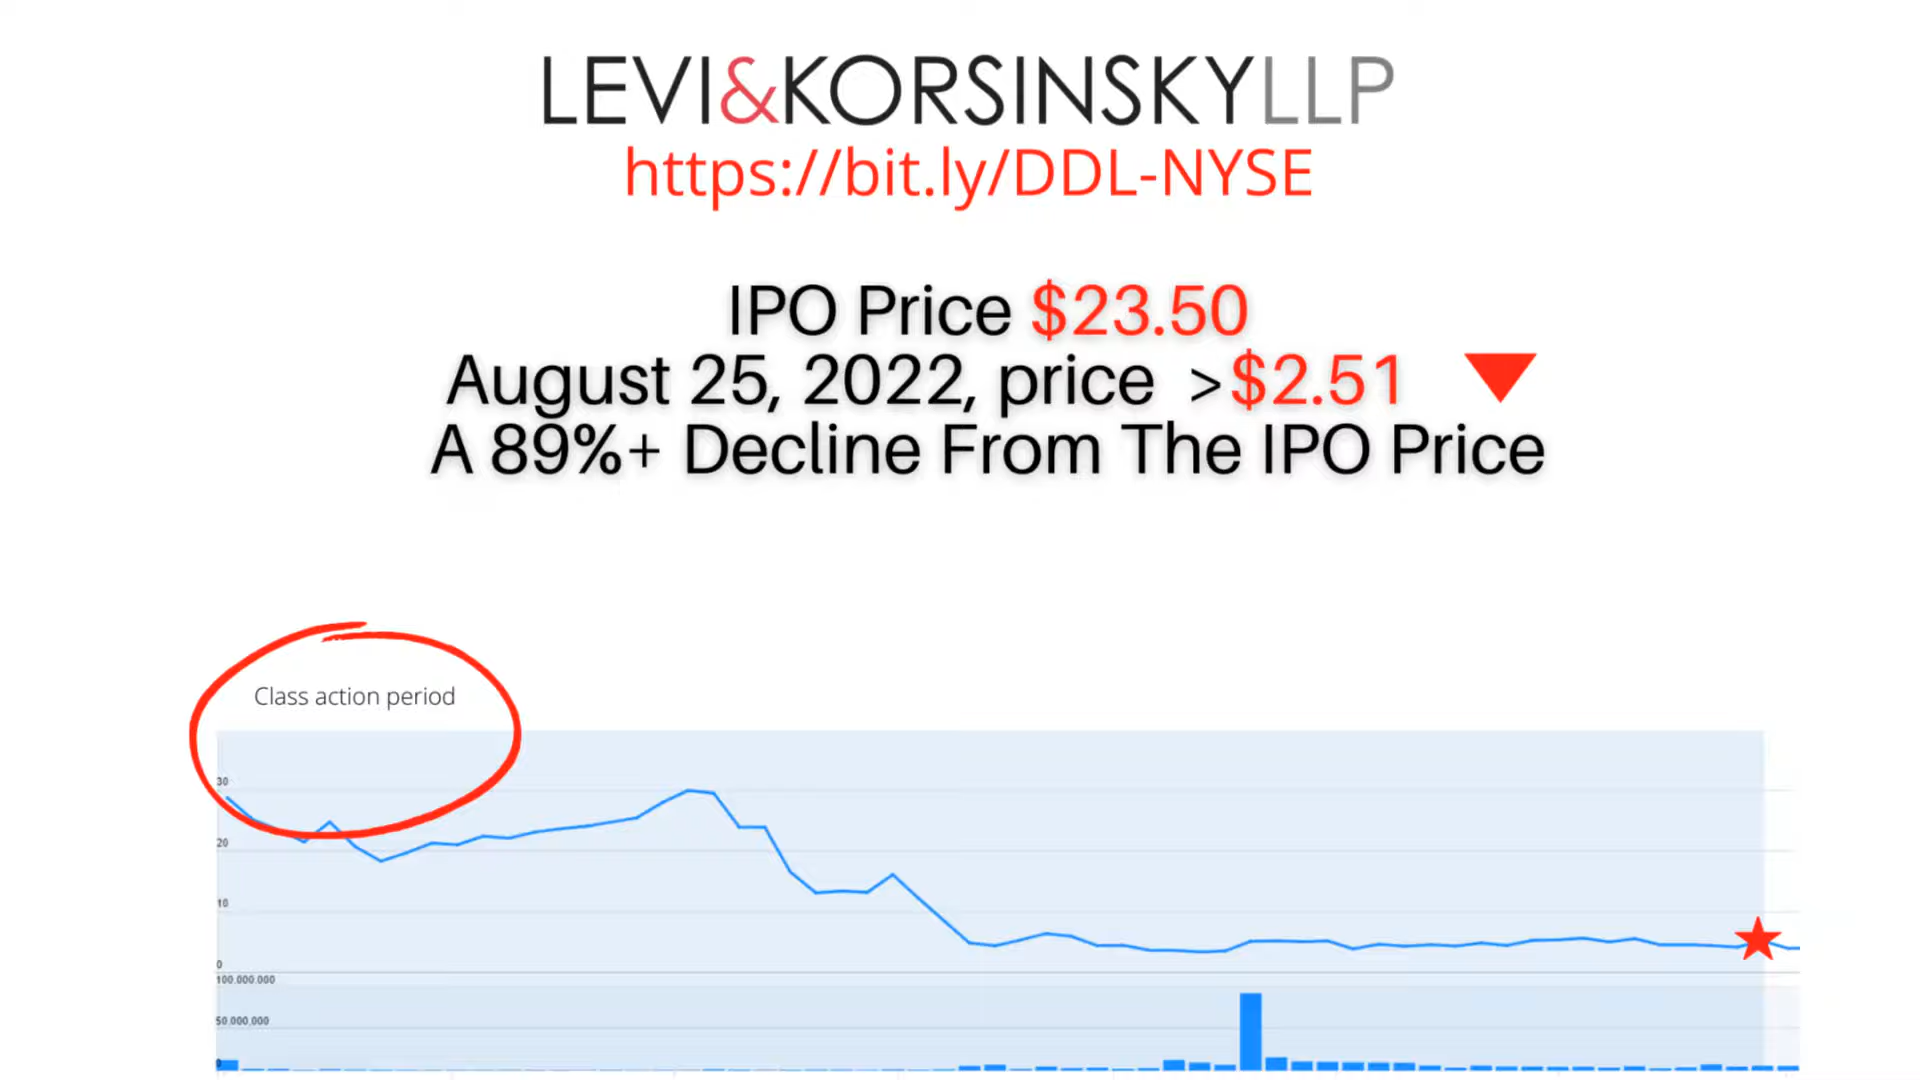 LEVI&KORSINSKYLLP
https://bit.ly/DDL-NYSE
IPO Price $23.50
August 25, 2022, price >$2.51
A 89%+ Decline From The IPO Price
Class action period
30
20
10
0
100.000.000
50.000.000
0